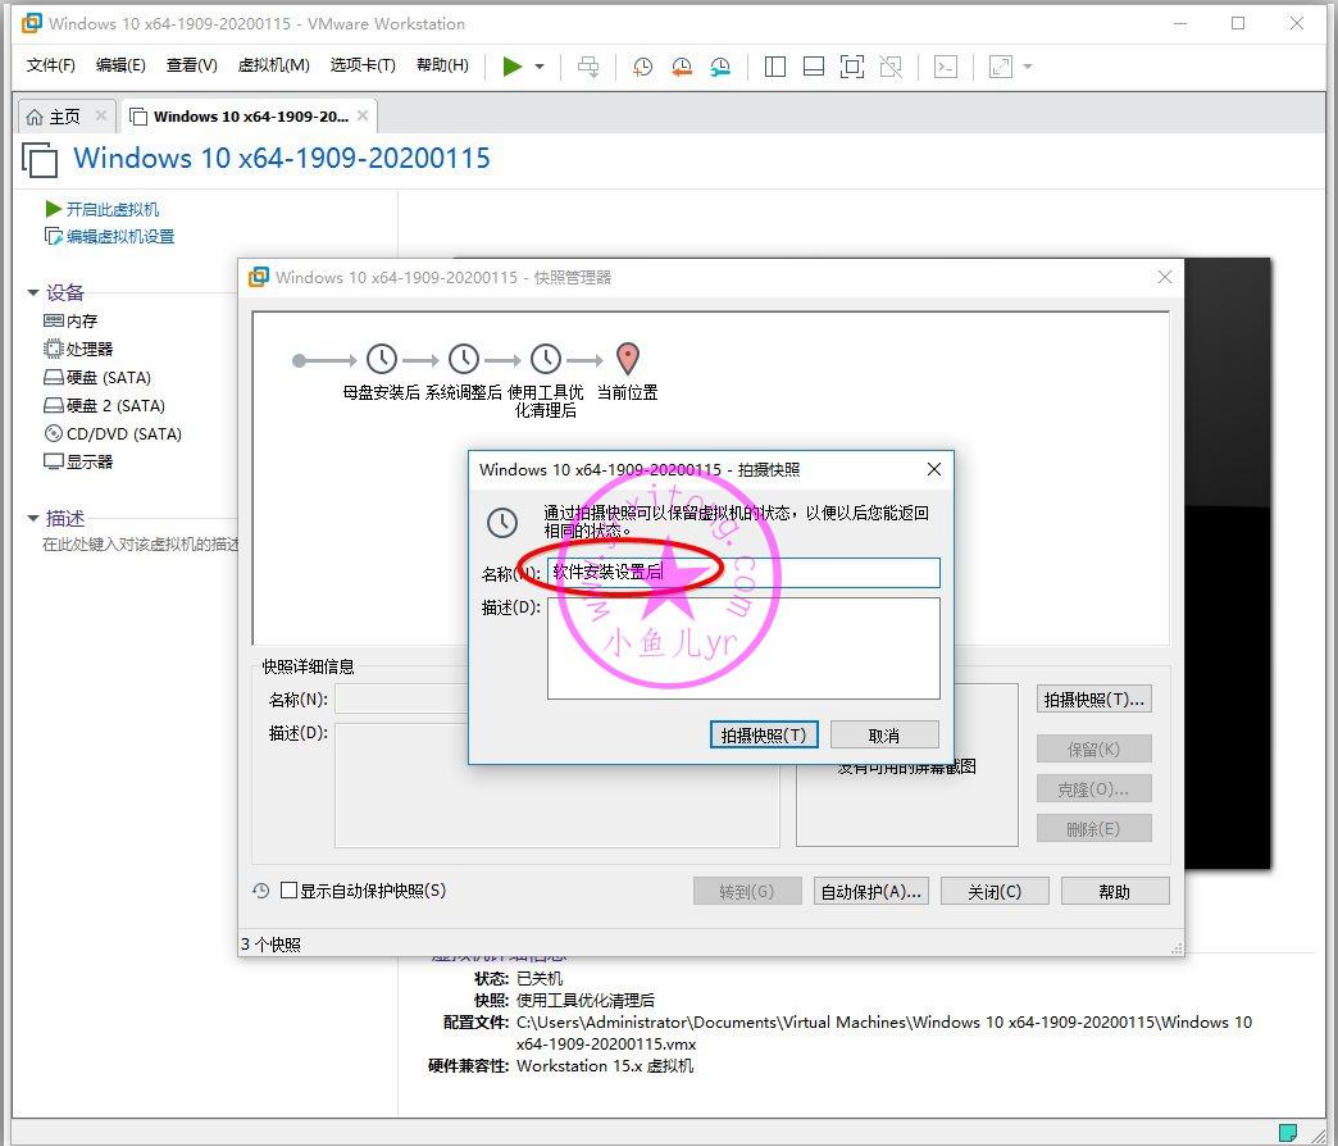 Windows 10 x64-1909-20200115 - VMware Workstation
文件(F) 编辑(E) 查看(V) 虚拟机(M) 选项卡(T) 帮助(H)
主页
Windows 10 x64-1909-20...
Windows 10 x64-1909-20200115
开启此虚拟机
编辑虚拟机设置
设备
内存
处理器
硬盘 (SATA)
硬盘 2 (SATA)
CD/DVD (SATA)
显示器
描述
在此处键入对该虚拟机的描述
Windows 10 x64-1909-20200115 - 快照管理器
母盘安装后
系统调整后
使用工具优
化清理后
当前位置
Windows 10 x64-1909-20200115 - 拍摄快照
通过拍摄快照可以保留虚拟机的状态，以便以后您能返回
相同的状态。
名称(N): 软件安装设置后
描述(D):
拍摄快照(T) 取消
小鱼儿yr
快照详细信息
名称(N):
描述(D):
没有可用的屏幕截图
拍摄快照(T)...
保留(K)
克隆(O)...
删除(E)
显示自动保护快照(S)
转到(G) 自动保护(A)... 关闭(C) 帮助
3 个快照
虚拟机详细信息
状态: 已关机
快照: 使用工具优化清理后
配置文件: C:\Users\Administrator\Documents\Virtual Machines\Windows 10 x64-1909-20200115\Windows 10
x64-1909-20200115.vmx
硬件兼容性: Workstation 15.x 虚拟机